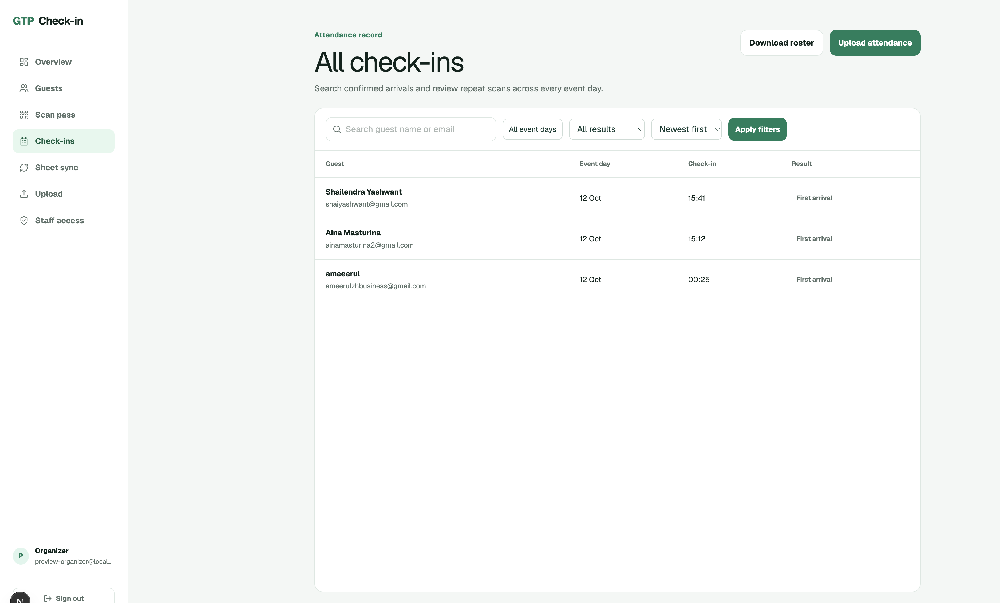 GTP Check-in
Overview
Guests
Scan pass
Check-ins
Sheet sync
Upload
Staff access
P
Organizer
preview-organizer@local...
Sign out
Attendance record
All check-ins
Search confirmed arrivals and review repeat scans across every event day.
Download roster
Upload attendance
Search guest name or email
All event days
All results
Newest first
Apply filters
Guest Event day Check-in Result
Shailendra Yashwant
shaiyashwant@gmail.com
12 Oct 15:41 First arrival
Aina Masturina
ainamasturina2@gmail.com
12 Oct 15:12 First arrival
ameeerul
ameerulzhbusiness@gmail.com
12 Oct 00:25 First arrival